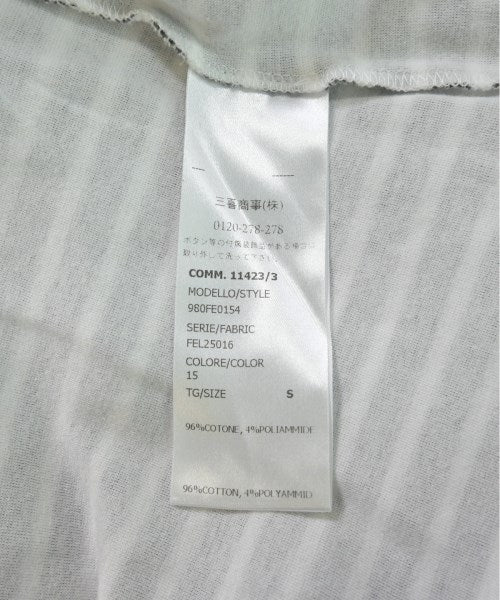 三喜商事(株)
0120-278-278
ボタン等の付属装飾品がある場合は
取り外して洗って下さい。
COMM. 11423/3
MODELLO/STYLE
980FE0154
SERIE/FABRIC
FEL25016
COLORE/COLOR
15
TG/SIZE S
96%COTONE, 4%POLIAMMIDE
96%COTTON, 4%POLYAMMID